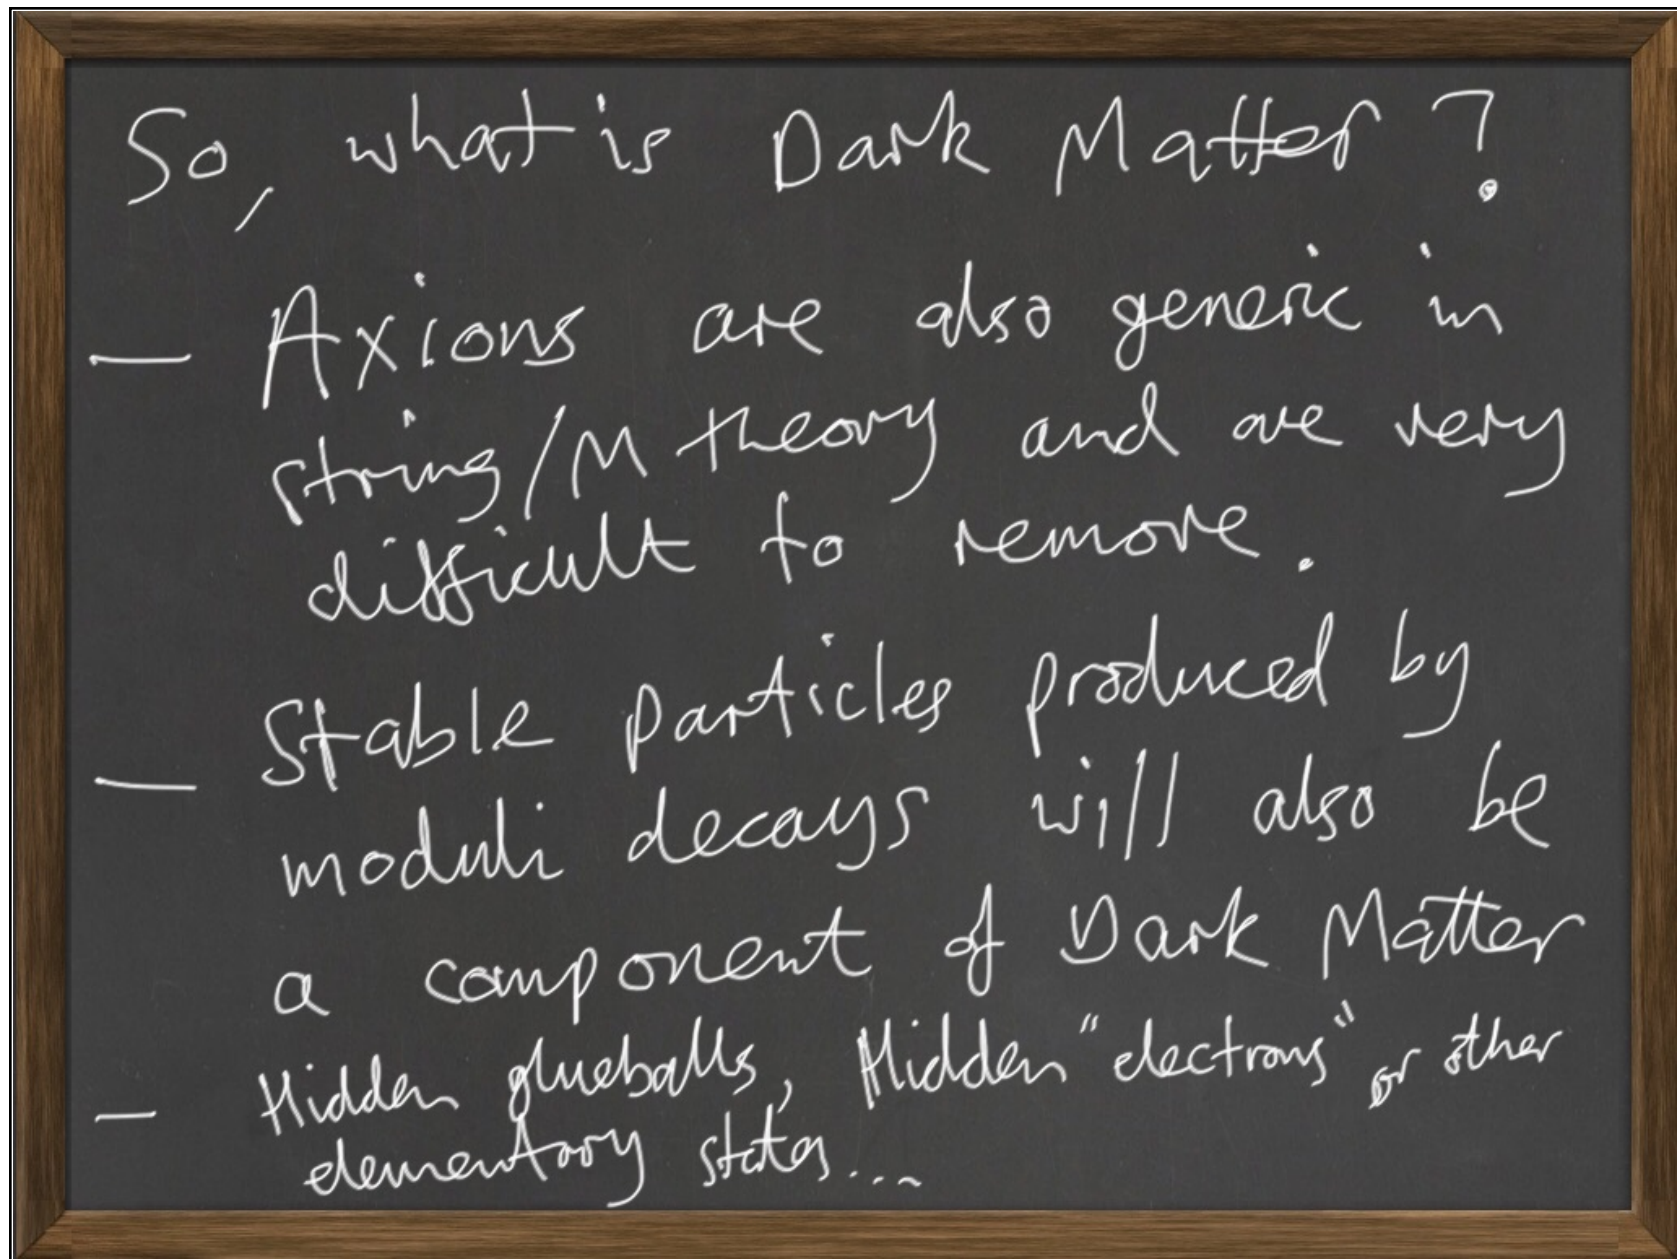 So, what is Dark Matter?
— Axions are also generic in
string/M theory and are very
difficult to remove.
— Stable particles produced by
moduli decays will also be
a component of Dark Matter
— Hidden glueballs, Hidden "electrons" or other
elementary states...